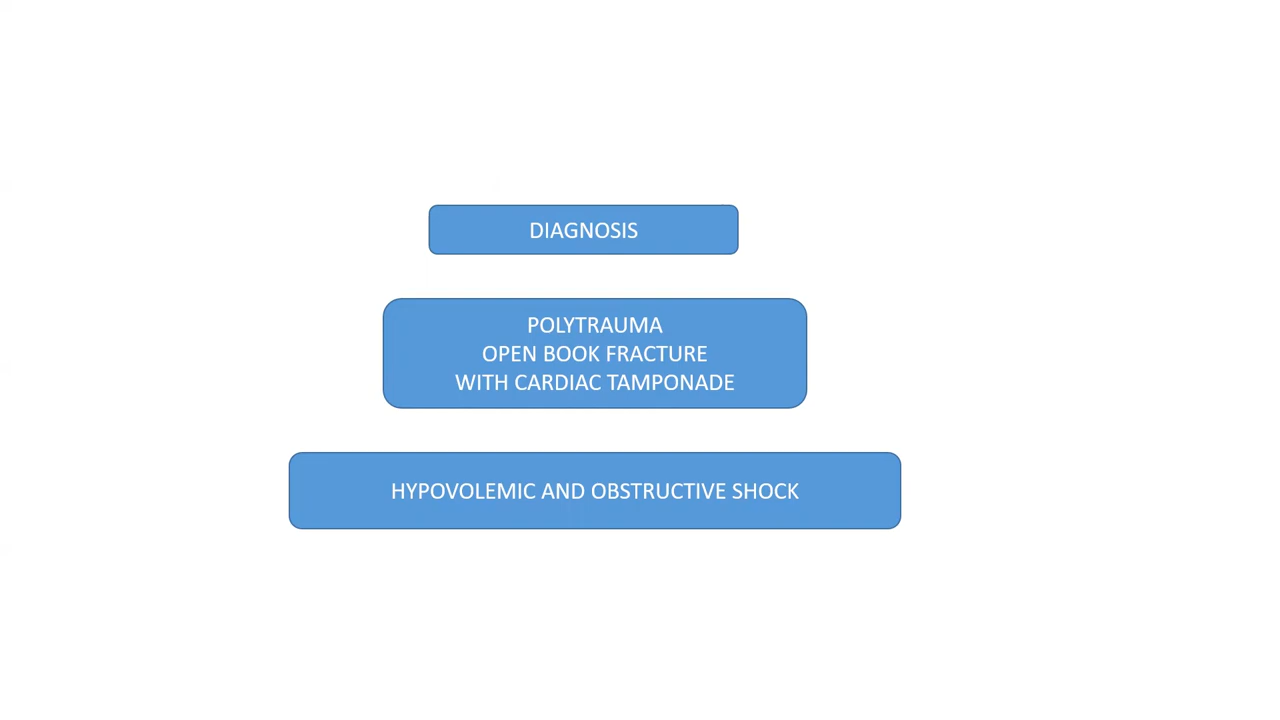 DIAGNOSIS
POLYTRAUMA
OPEN BOOK FRACTURE
WITH CARDIAC TAMPONADE
HYPOVOLEMIC AND OBSTRUCTIVE SHOCK